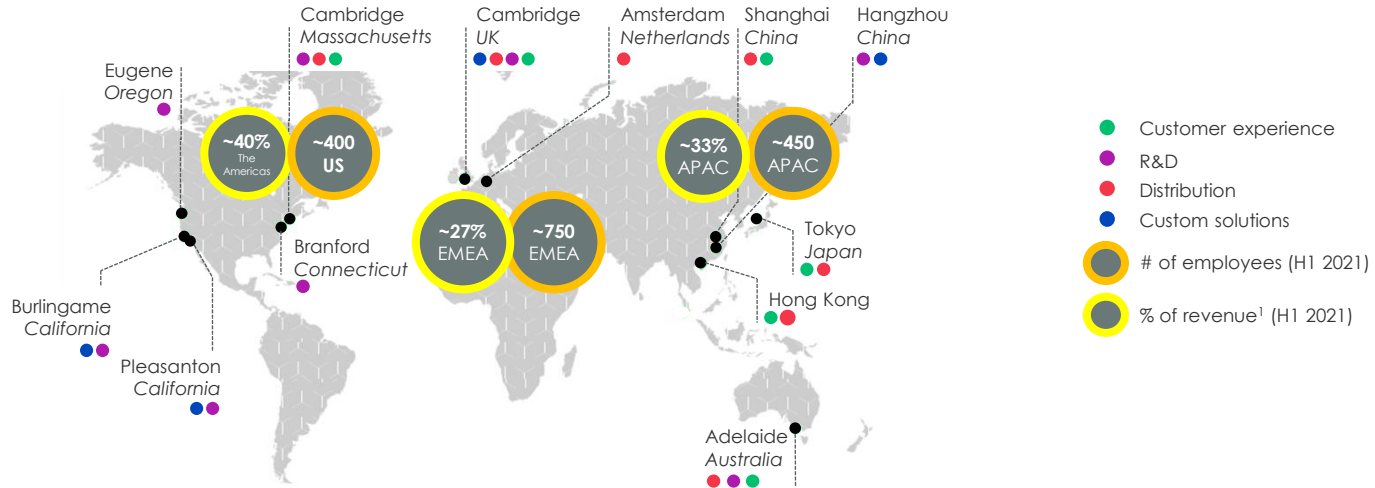 Cambridge
Massachusetts
Cambridge
UK
Amsterdam
Netherlands
Shanghai
China
Hangzhou
China
Eugene
Oregon
~40%
The
Americas
~400
US
~33%
APAC
~450
APAC
~27%
EMEA
~750
EMEA
Branford
Connecticut
Tokyo
Japan
Hong Kong
Burlingame
California
Pleasanton
California
Adelaide
Australia
Customer experience
R&D
Distribution
Custom solutions
# of employees (H1 2021)
% of revenue¹ (H1 2021)